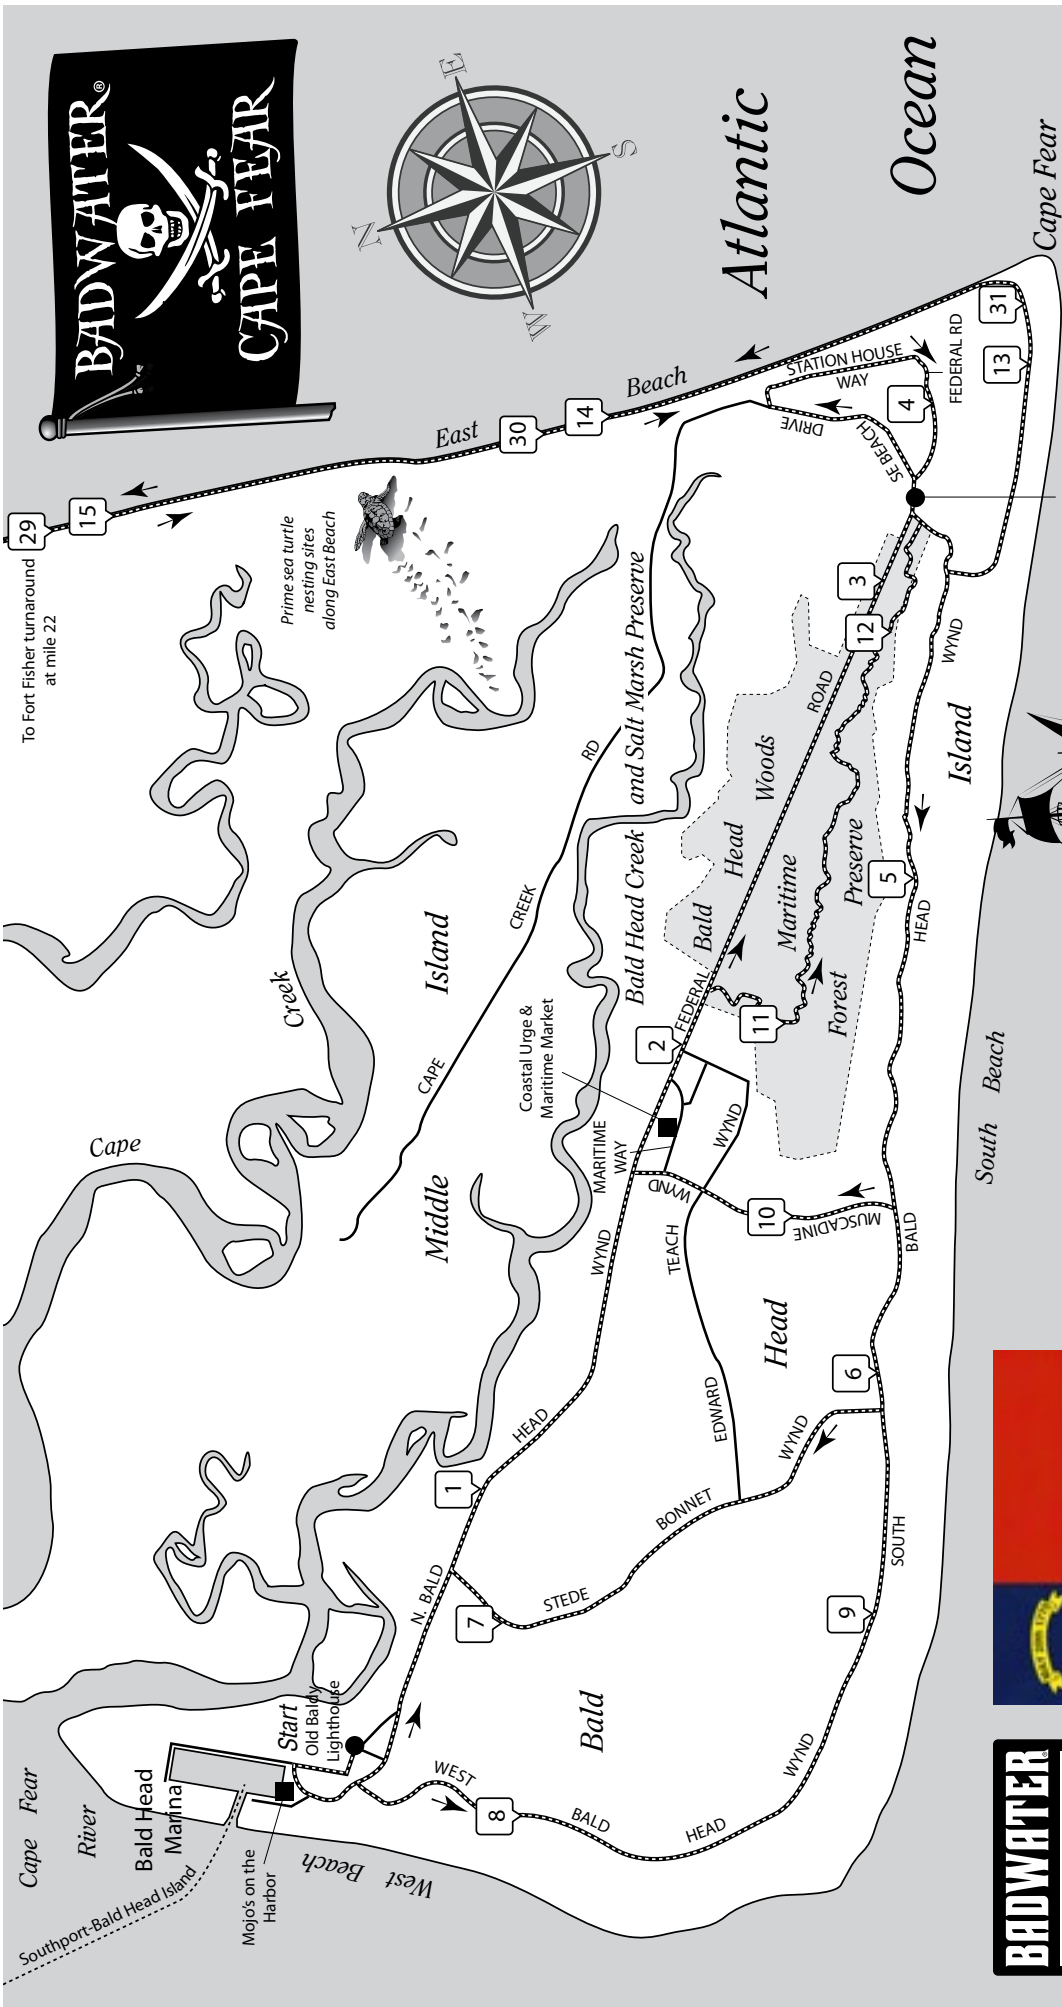 BADWATER®
CAPE FEAR
N
E
S
W
Atlantic
Ocean
Cape Fear
To Fort Fisher turnaround
at mile 22
29
15
East
30
14
Beach
Prime sea turtle
nesting sites
along East Beach
STATION HOUSE
WAY
FEDERAL RD
4
31
13
SE BEACH
DRIVE
3
12
ROAD
WYND
Island
Bald Head Creek and Salt Marsh Preserve
Bald
Head
Woods
Maritime
Forest
Preserve
5
HEAD
FEDERAL
2
11
Creek
Cape
CAPE
CREEK
RD
Middle
Island
Coastal Urge &
Maritime Market
MARITIME
WAY
WYND
WYND
10
MUSCADINE
BALD
South Beach
TEACH
EDWARD
Head
6
WYND
HEAD
1
N. BALD
7
STEDE
BONNET
WYND
SOUTH
9
Bald
WYND
HEAD
BALD
8
WEST
Start
Old Baldy
Lighthouse
Cape Fear
River
Bald Head
Marina
Southport-Bald Head Island
Mojo's on the
Harbor
West Beach
BADWATER®